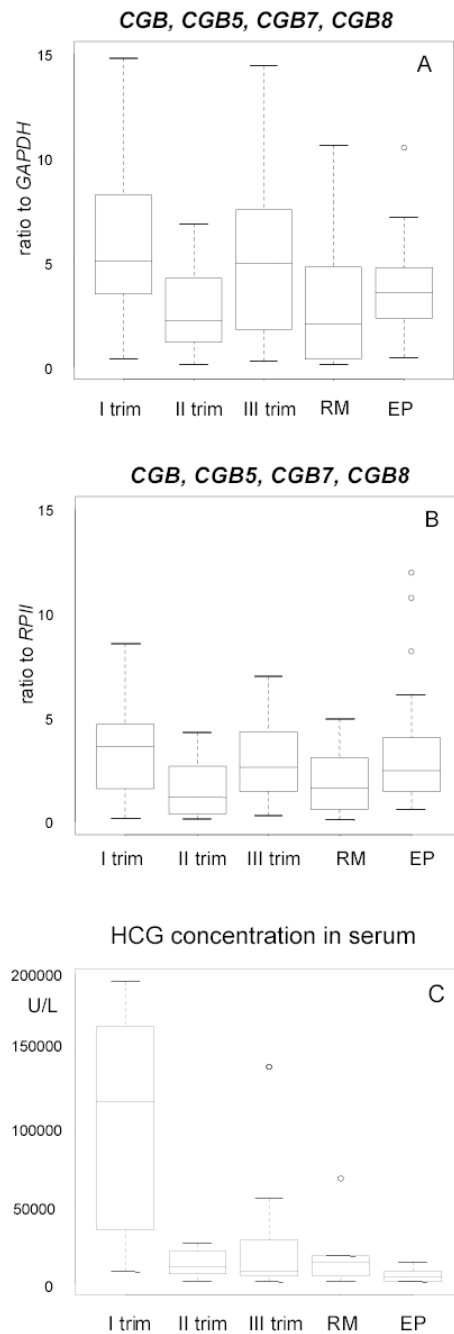 CGB, CGB5, CGB7, CGB8
15
A
10
ratio to GAPDH
5
0
I trim II trim III trim RM EP
CGB, CGB5, CGB7, CGB8
15
B
10
ratio to RPII
5
0
I trim II trim III trim RM EP
HCG concentration in serum
200000
C
U/L
150000
100000
50000
0
I trim II trim III trim RM EP